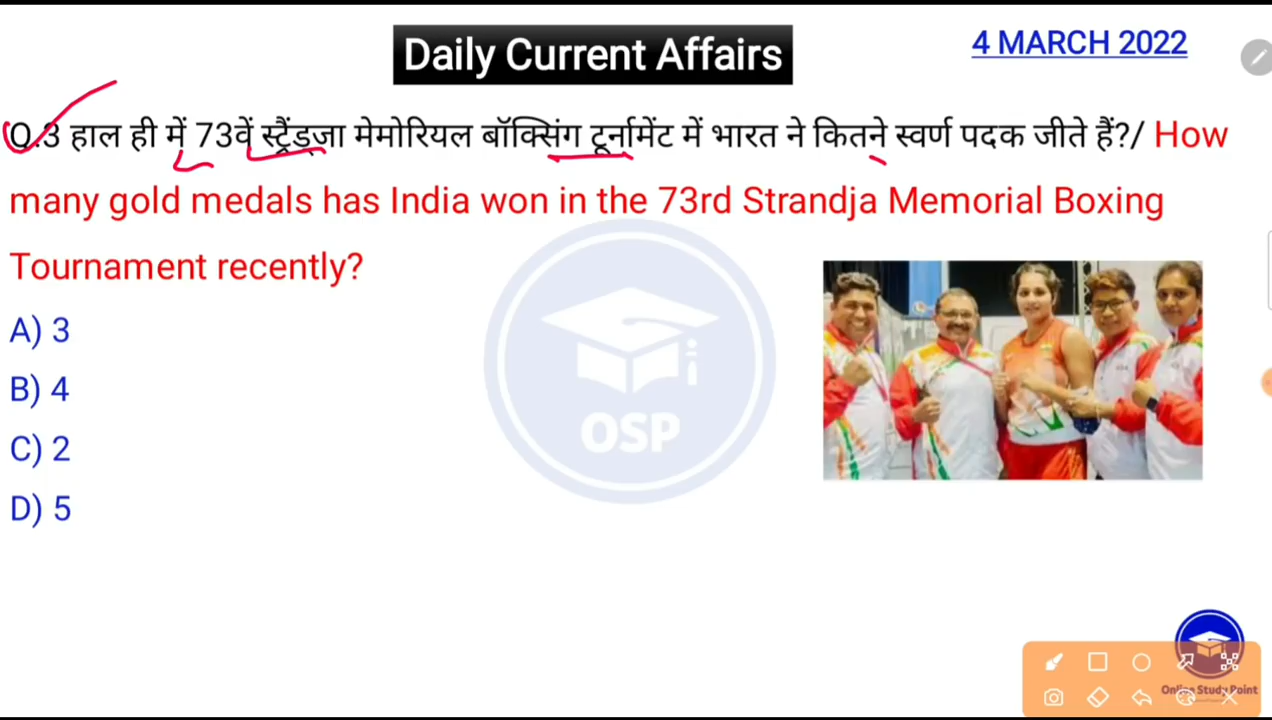 Daily Current Affairs
4 MARCH 2022
Q.3 हाल ही में 73वें स्ट्रैंड्जा मेमोरियल बॉक्सिंग टूर्नामेंट में भारत ने कितने स्वर्ण पदक जीते हैं?/ How
many gold medals has India won in the 73rd Strandja Memorial Boxing
Tournament recently?
A) 3
B) 4
C) 2
D) 5
OSP
Online Study Point